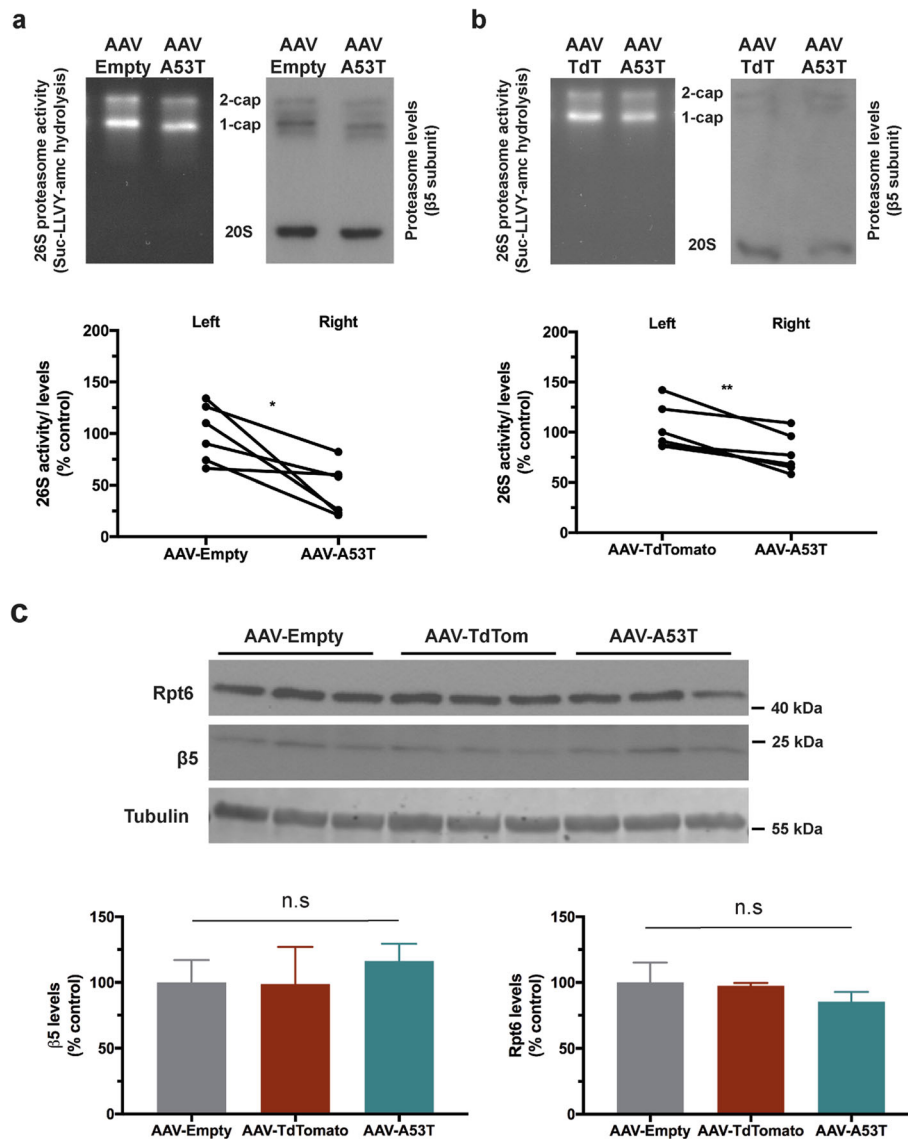 a
AAV AAV
Empty A53T
AAV AAV
Empty A53T
26S proteasome activity
(Suc-LLVY-amc hydrolysis)
2-cap
1-cap
20S
Proteasome levels
(β5 subunit)
Left Right
26S activity/ levels
(% control)
200
150
100
50
0
*
AAV-Empty AAV-A53T
b
AAV AAV
TdT A53T
AAV AAV
TdT A53T
26S proteasome activity
(Suc-LLVY-amc hydrolysis)
2-cap
1-cap
20S
Proteasome levels
(β5 subunit)
Left Right
26S activity/ levels
(% control)
200
150
100
50
0
**
AAV-TdTomato AAV-A53T
c
AAV-Empty AAV-TdTom AAV-A53T
Rpt6
40 kDa
β5
25 kDa
Tubulin
55 kDa
β5 levels
(% control)
150
100
50
0
n.s
AAV-Empty AAV-TdTomato AAV-A53T
Rpt6 levels
(% control)
150
100
50
0
n.s
AAV-Empty AAV-TdTomato AAV-A53T